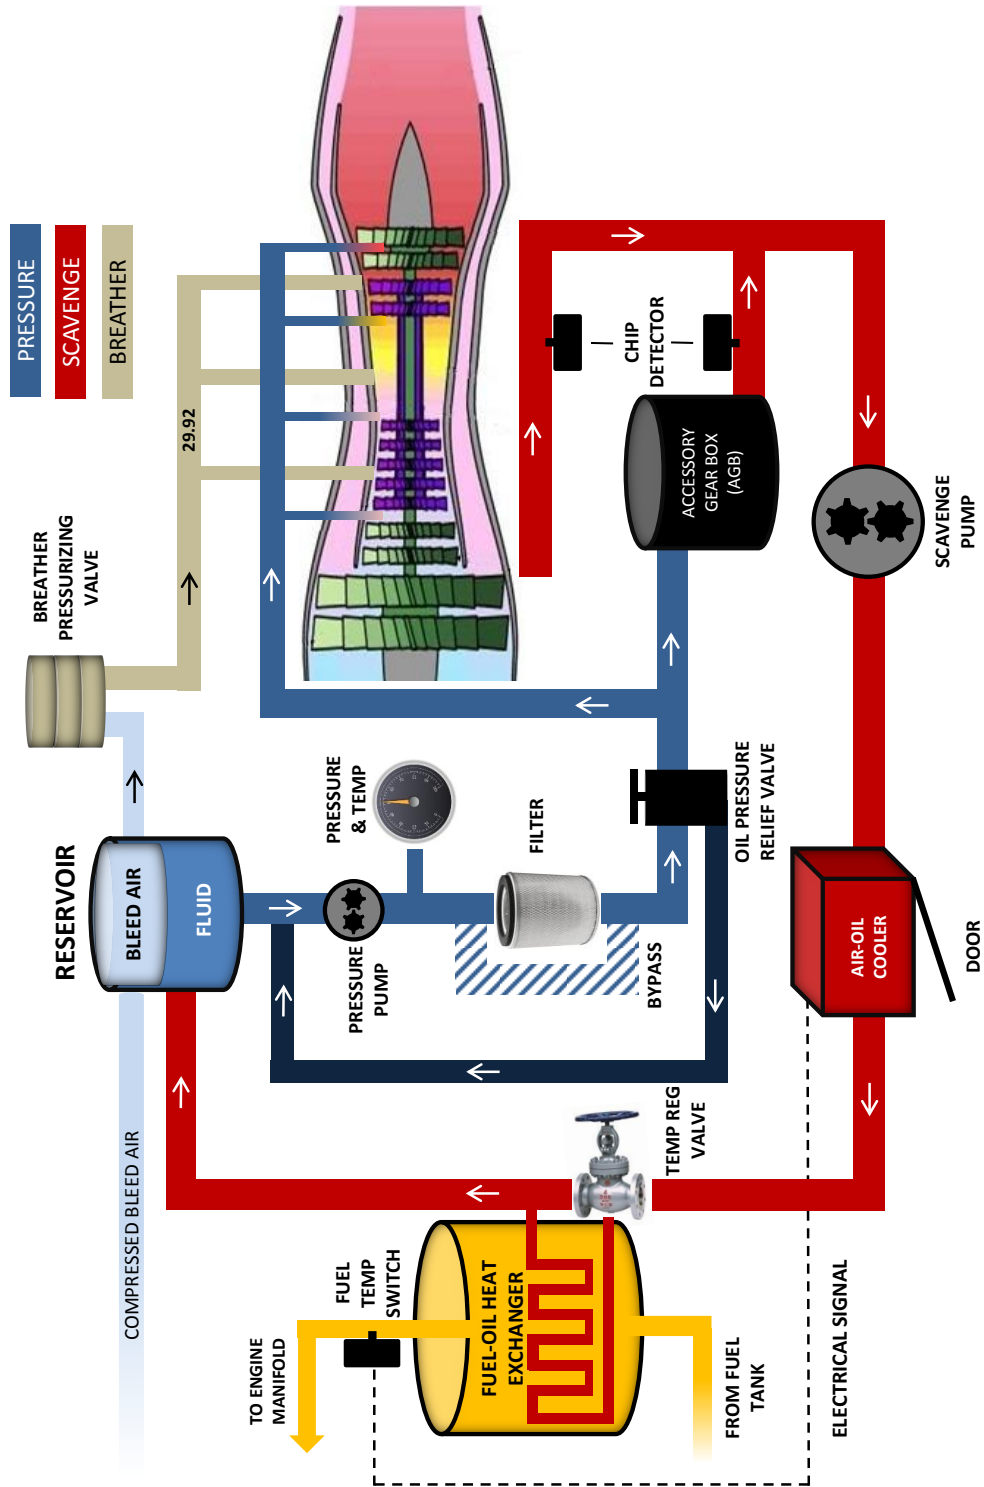 PRESSURE
SCAVENGE
BREATHER
BREATHER
PRESSURIZING
VALVE
29.92
RESERVOIR
BLEED AIR
FLUID
COMPRESSED BLEED AIR
PRESSURE
& TEMP
PRESSURE
PUMP
FILTER
BYPASS
OIL PRESSURE
RELIEF VALVE
CHIP
DETECTOR
ACCESSORY
GEAR BOX
(AGB)
SCAVENGE
PUMP
AIR-OIL
COOLER
DOOR
TEMP REG
VALVE
FUEL
TEMP
SWITCH
FUEL-OIL HEAT
EXCHANGER
TO ENGINE
MANIFOLD
FROM FUEL
TANK
ELECTRICAL SIGNAL